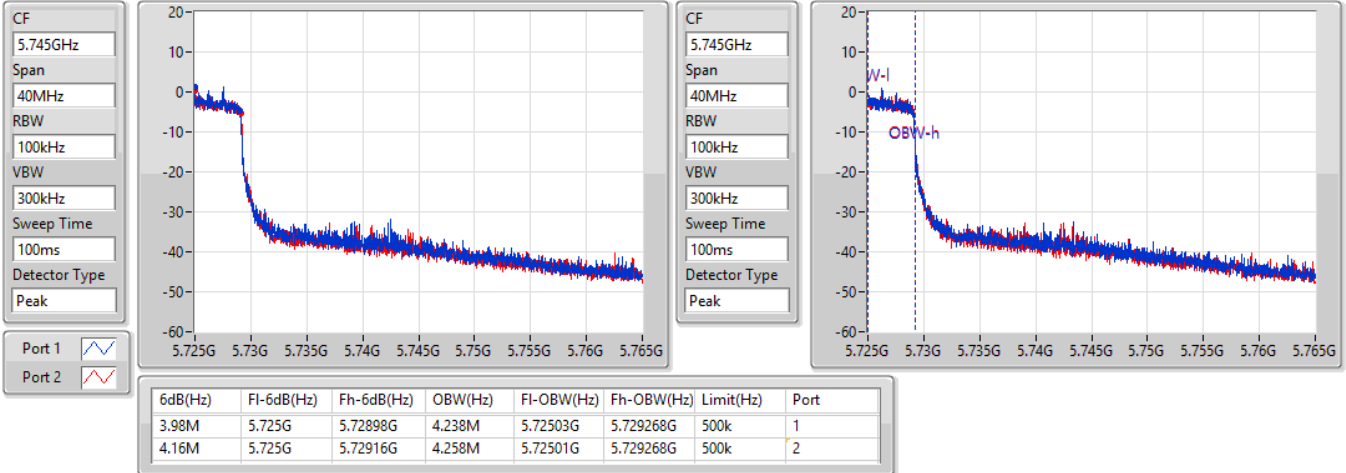 CF
5.745GHz
Span
40MHz
RBW
100kHz
VBW
300kHz
Sweep Time
100ms
Detector Type
Peak
Port 1
Port 2
20
10
0
-10
-20
-30
-40
-50
-60
5.725G 5.73G 5.735G 5.74G 5.745G 5.75G 5.755G 5.76G 5.765G
CF
5.745GHz
Span
40MHz
RBW
100kHz
VBW
300kHz
Sweep Time
100ms
Detector Type
Peak
20
10
0
-10
-20
-30
-40
-50
-60
W-l
OBW-h
5.725G 5.73G 5.735G 5.74G 5.745G 5.75G 5.755G 5.76G 5.765G
6dB(Hz) Fl-6dB(Hz) Fh-6dB(Hz) OBW(Hz) Fl-OBW(Hz) Fh-OBW(Hz) Limit(Hz) Port
3.98M 5.725G 5.72898G 4.238M 5.72503G 5.729268G 500k 1
4.16M 5.725G 5.72916G 4.258M 5.72501G 5.729268G 500k 2